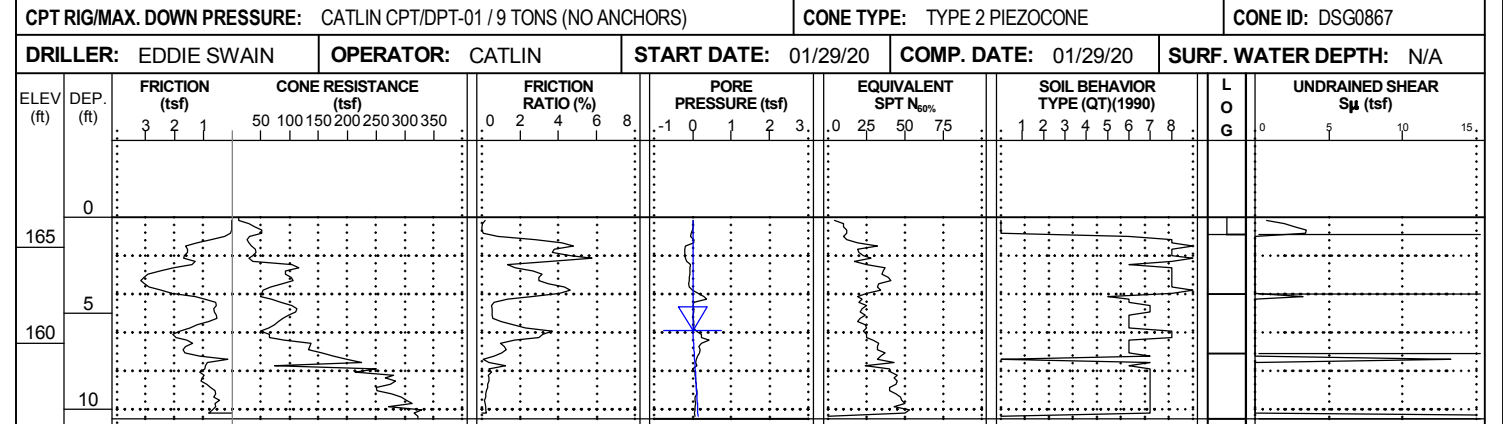 CPT RIG/MAX. DOWN PRESSURE: CATLIN CPT/DPT-01 / 9 TONS (NO ANCHORS) CONE TYPE: TYPE 2 PIEZOCONE CONE ID: DSG0867
DRILLER: EDDIE SWAIN OPERATOR: CATLIN START DATE: 01/29/20 COMP. DATE: 01/29/20 SURF. WATER DEPTH: N/A
ELEV (ft)
DEP. (ft)
FRICTION (tsf)
3 2 1
CONE RESISTANCE (tsf)
50 100 150 200 250 300 350
FRICTION RATIO (%)
0 2 4 6 8
PORE PRESSURE (tsf)
-1 0 1 2 3
EQUIVALENT SPT N60%
0 25 50 75
SOIL BEHAVIOR TYPE (QT)(1990)
1 2 3 4 5 6 7 8
L
O
G
UNDRAINED SHEAR Sμ (tsf)
0 5 10 15
0
165
5
160
10